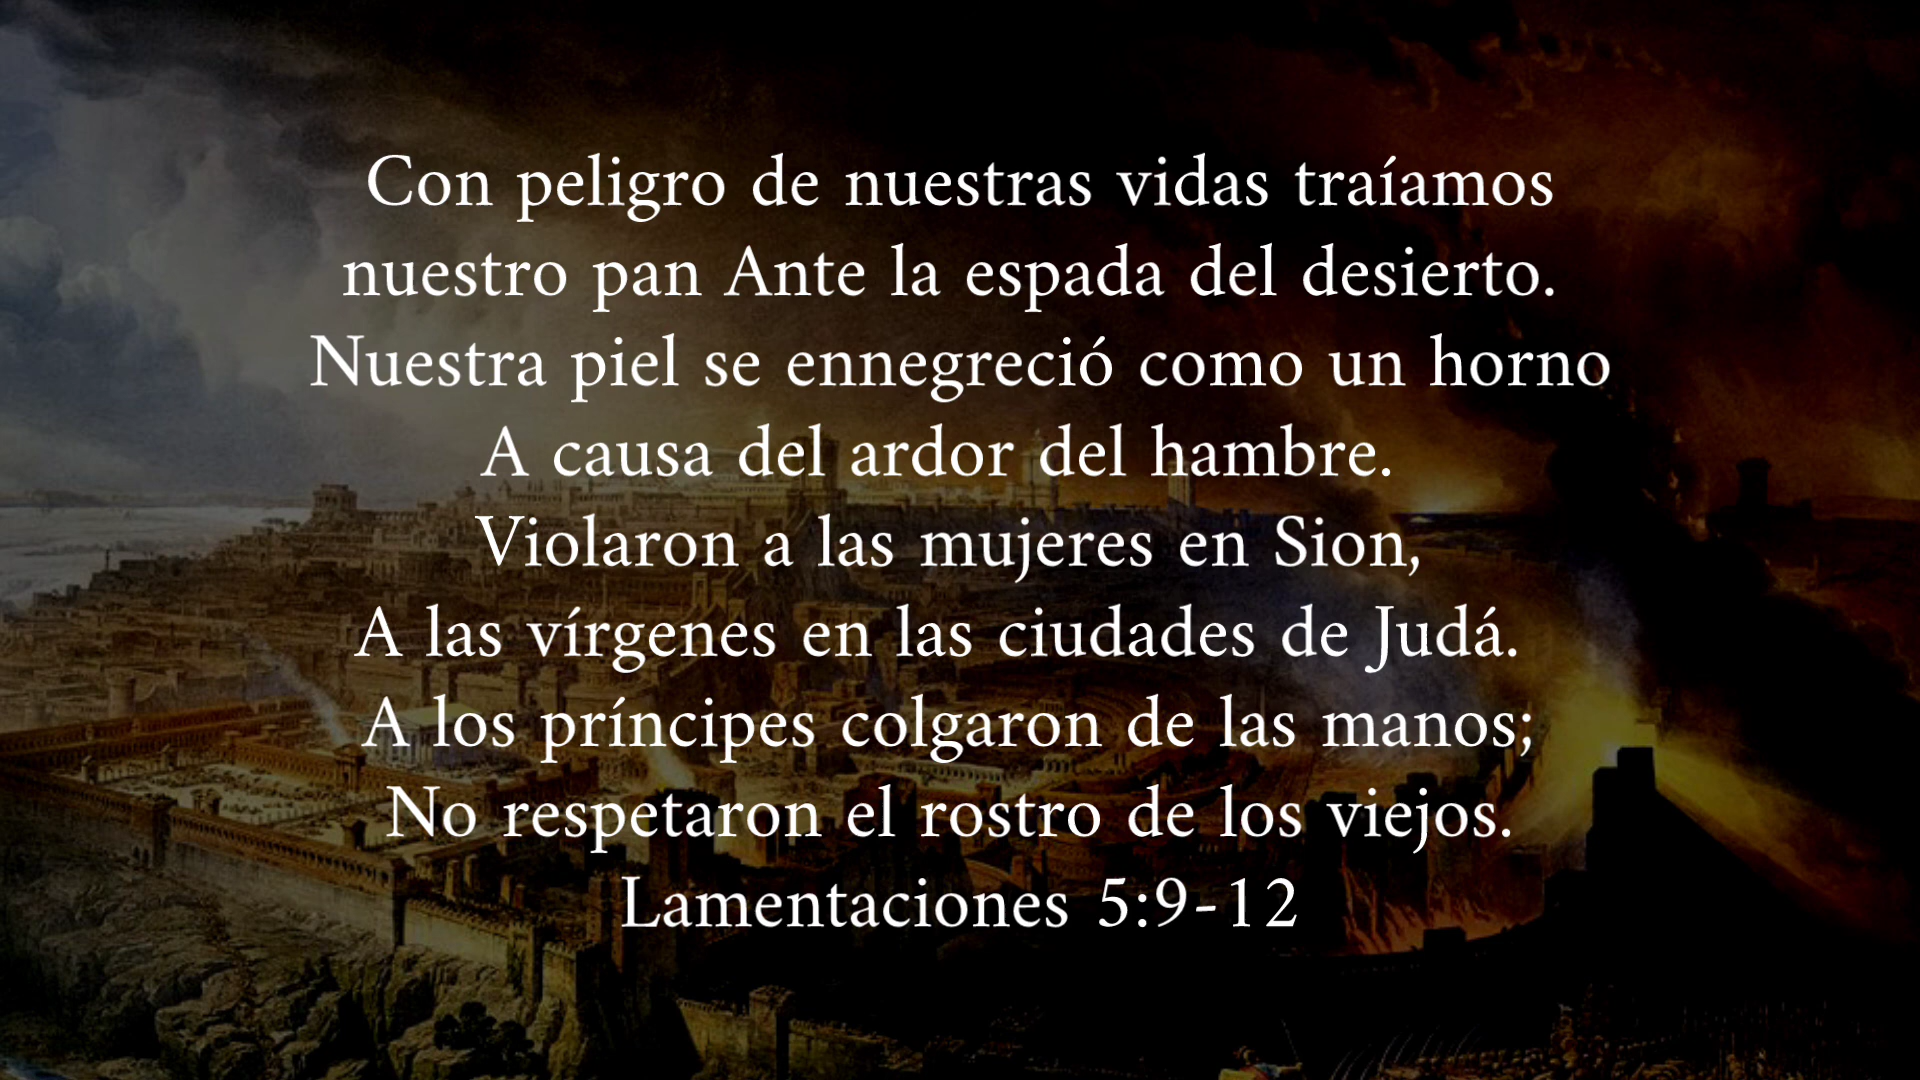 Con peligro de nuestras vidas traíamos
nuestro pan Ante la espada del desierto.
Nuestra piel se ennegreció como un horno
A causa del ardor del hambre.
Violaron a las mujeres en Sion,
A las vírgenes en las ciudades de Judá.
A los príncipes colgaron de las manos;
No respetaron el rostro de los viejos.
Lamentaciones 5:9-12